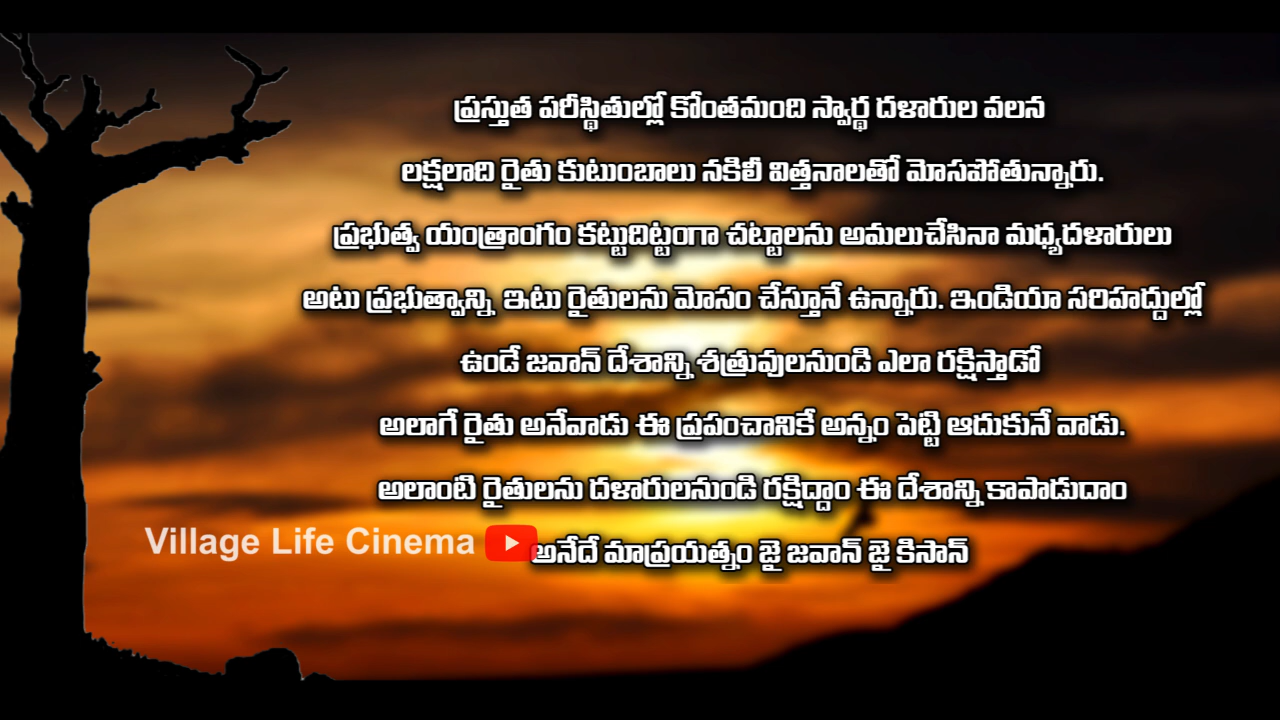 ప్రస్తుత పరీస్థితుల్లో కోంతమంది స్వార్థ దళారుల వలన
లక్షలాది రైతు కుటుంబాలు నకిలీ విత్తనాలతో మోసపోతున్నారు.
ప్రభుత్వ యంత్రాంగం కట్టుదిట్టంగా చట్టాలను అమలుచేసినా మధ్యదళారులు
అటు ప్రభుత్వాన్ని ఇటు రైతులను మోసం చేస్తూనే ఉన్నారు. ఇండియా సరిహద్దుల్లో
ఉండే జవాన్ దేశాన్ని శత్రువులనుండి ఎలా రక్షిస్తాడో
అలాగే రైతు అనేవాడు ఈ ప్రపంచానికే అన్నం పెట్టి ఆదుకునే వాడు.
అలాంటి రైతులను దళారులనుండి రక్షిద్దాం ఈ దేశాన్ని కాపాడుదాం
Village Life Cinema
అనేదే మాప్రయత్నం జై జవాన్ జై కిసాన్